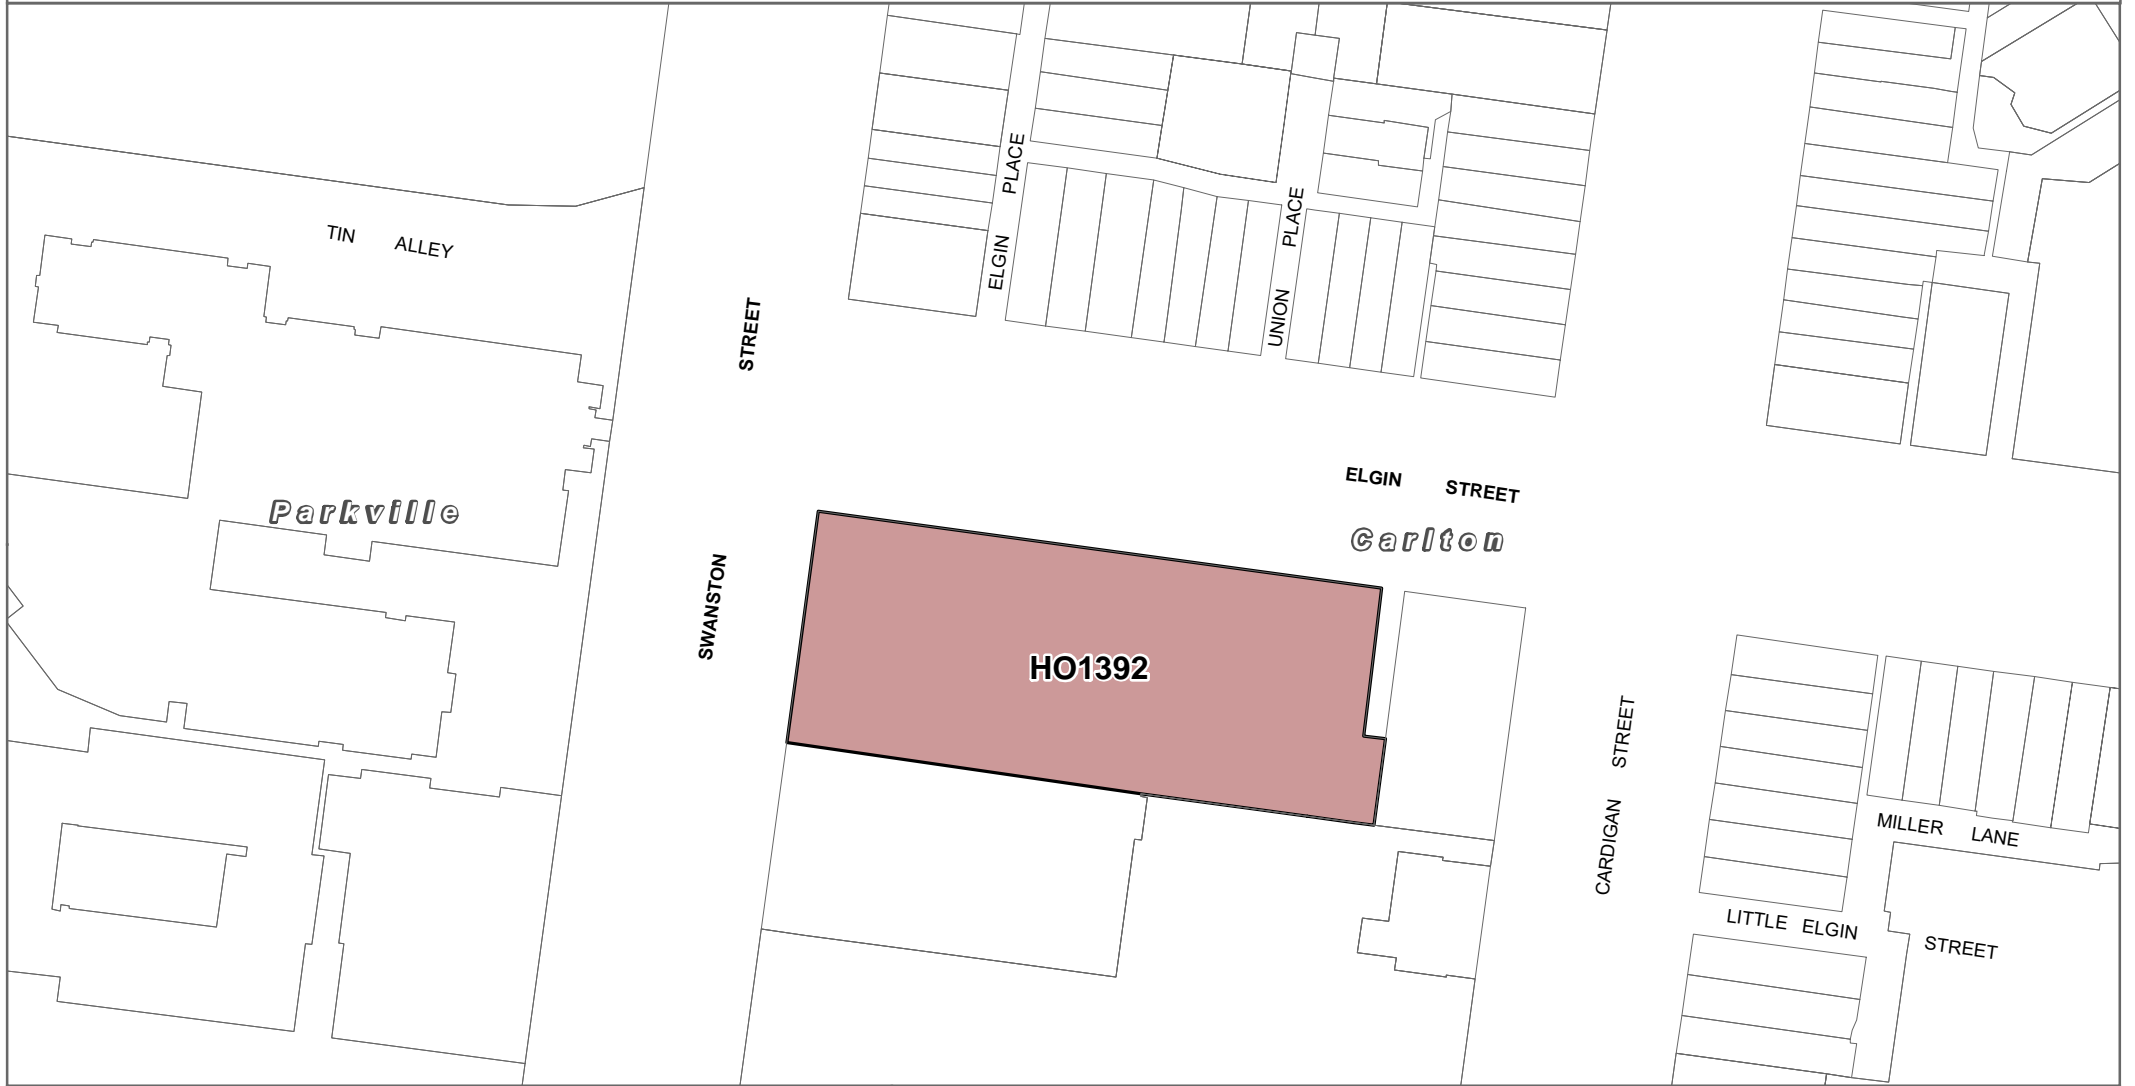 TIN ALLEY
ELGIN PLACE
UNION PLACE
SWANSTON STREET
ELGIN STREET
Parkville
Carlton
HO1392
CARDIGAN STREET
MILLER LANE
LITTLE ELGIN STREET